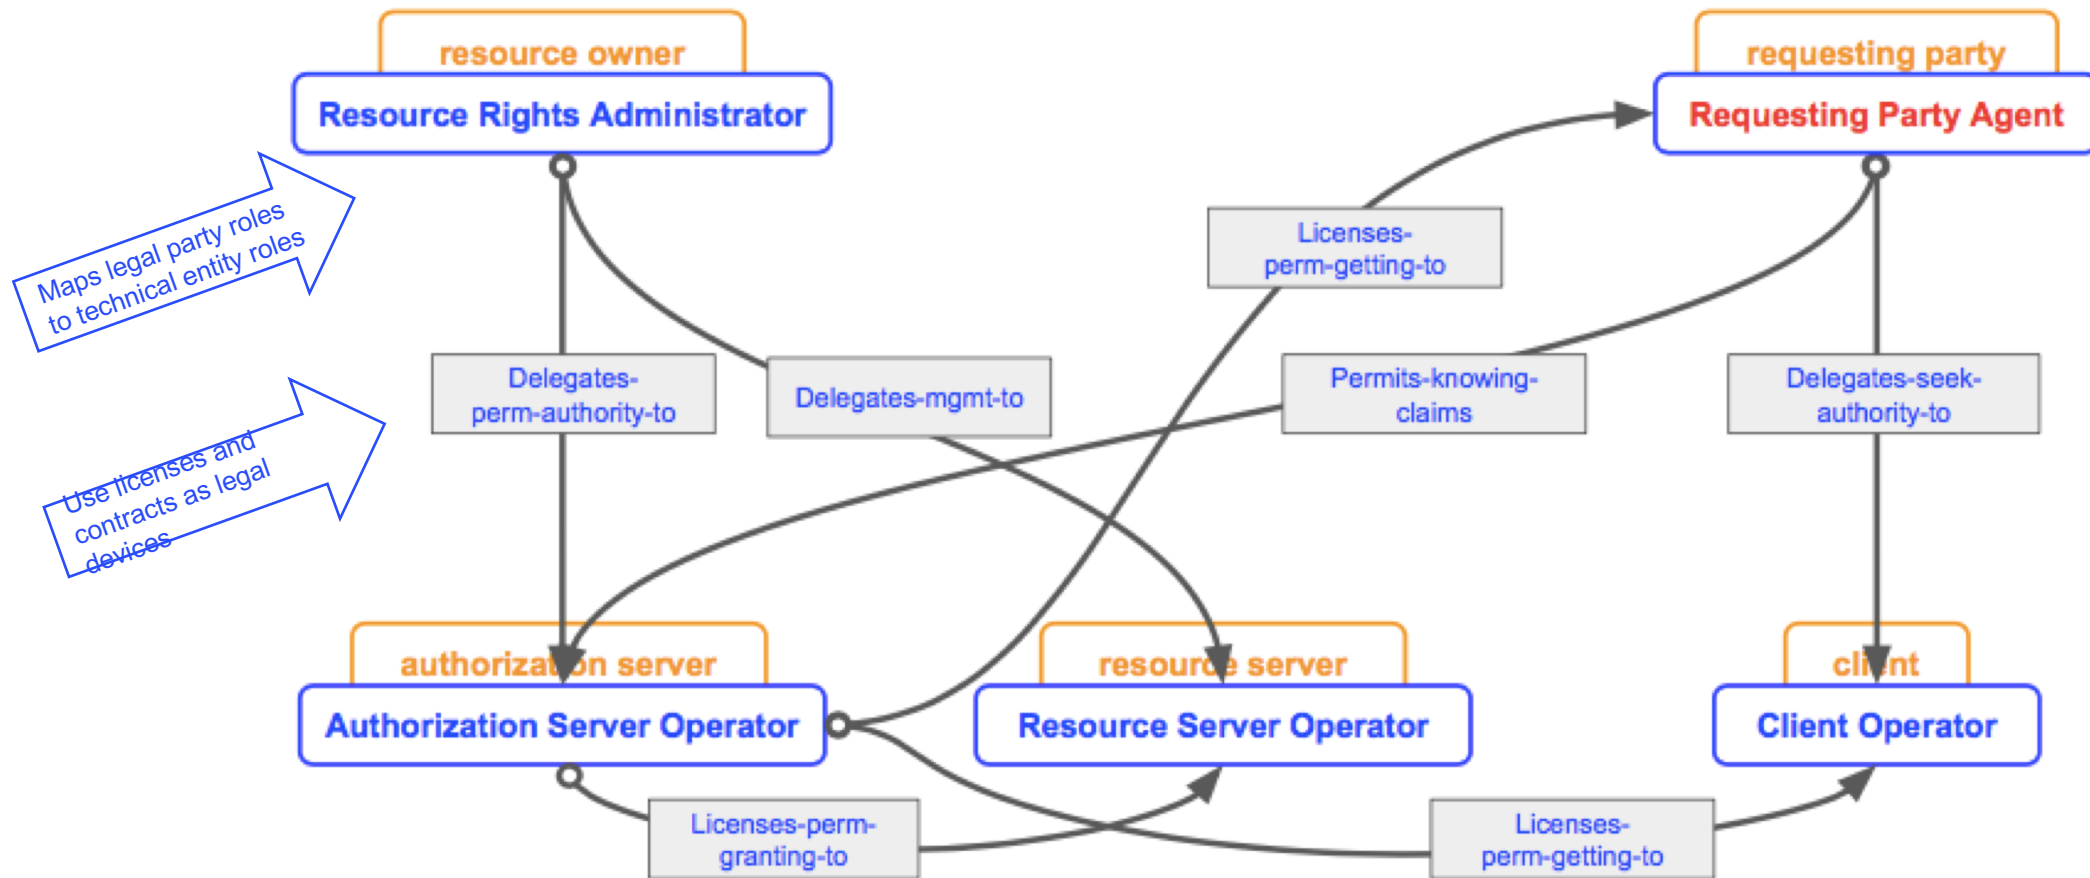 resource owner
Resource Rights Administrator
requesting party
Requesting Party Agent
Maps legal party roles
to technical entity roles
Licenses-
perm-getting-to
Delegates-
perm-authority-to
Delegates-mgmt-to
Permits-knowing-
claims
Delegates-seek-
authority-to
Use licenses and
contracts as legal
devices
authorization server
Authorization Server Operator
resource server
Resource Server Operator
client
Client Operator
Licenses-perm-
granting-to
Licenses-
perm-getting-to